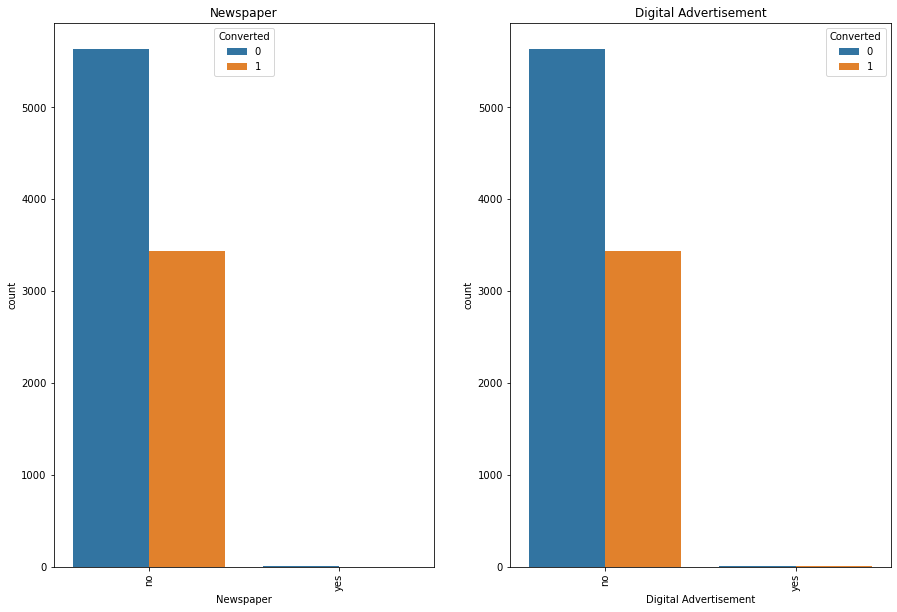 Newspaper
Converted
0
1
5000
4000
3000
2000
1000
0
count
no
yes
Newspaper
Digital Advertisement
Converted
0
1
5000
4000
3000
2000
1000
0
count
no
yes
Digital Advertisement